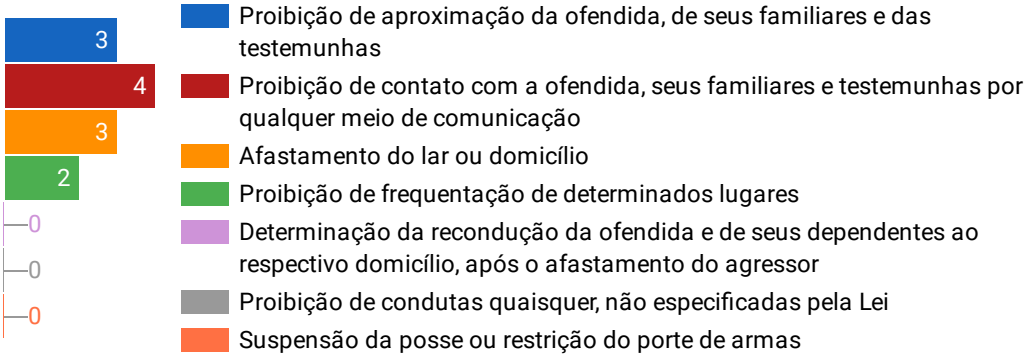 3
4
3
2
0
0
0
Proibição de aproximação da ofendida, de seus familiares e das
testemunhas
Proibição de contato com a ofendida, seus familiares e testemunhas por
qualquer meio de comunicação
Afastamento do lar ou domicílio
Proibição de frequentação de determinados lugares
Determinação da recondução da ofendida e de seus dependentes ao
respectivo domicílio, após o afastamento do agressor
Proibição de condutas quaisquer, não especificadas pela Lei
Suspensão da posse ou restrição do porte de armas